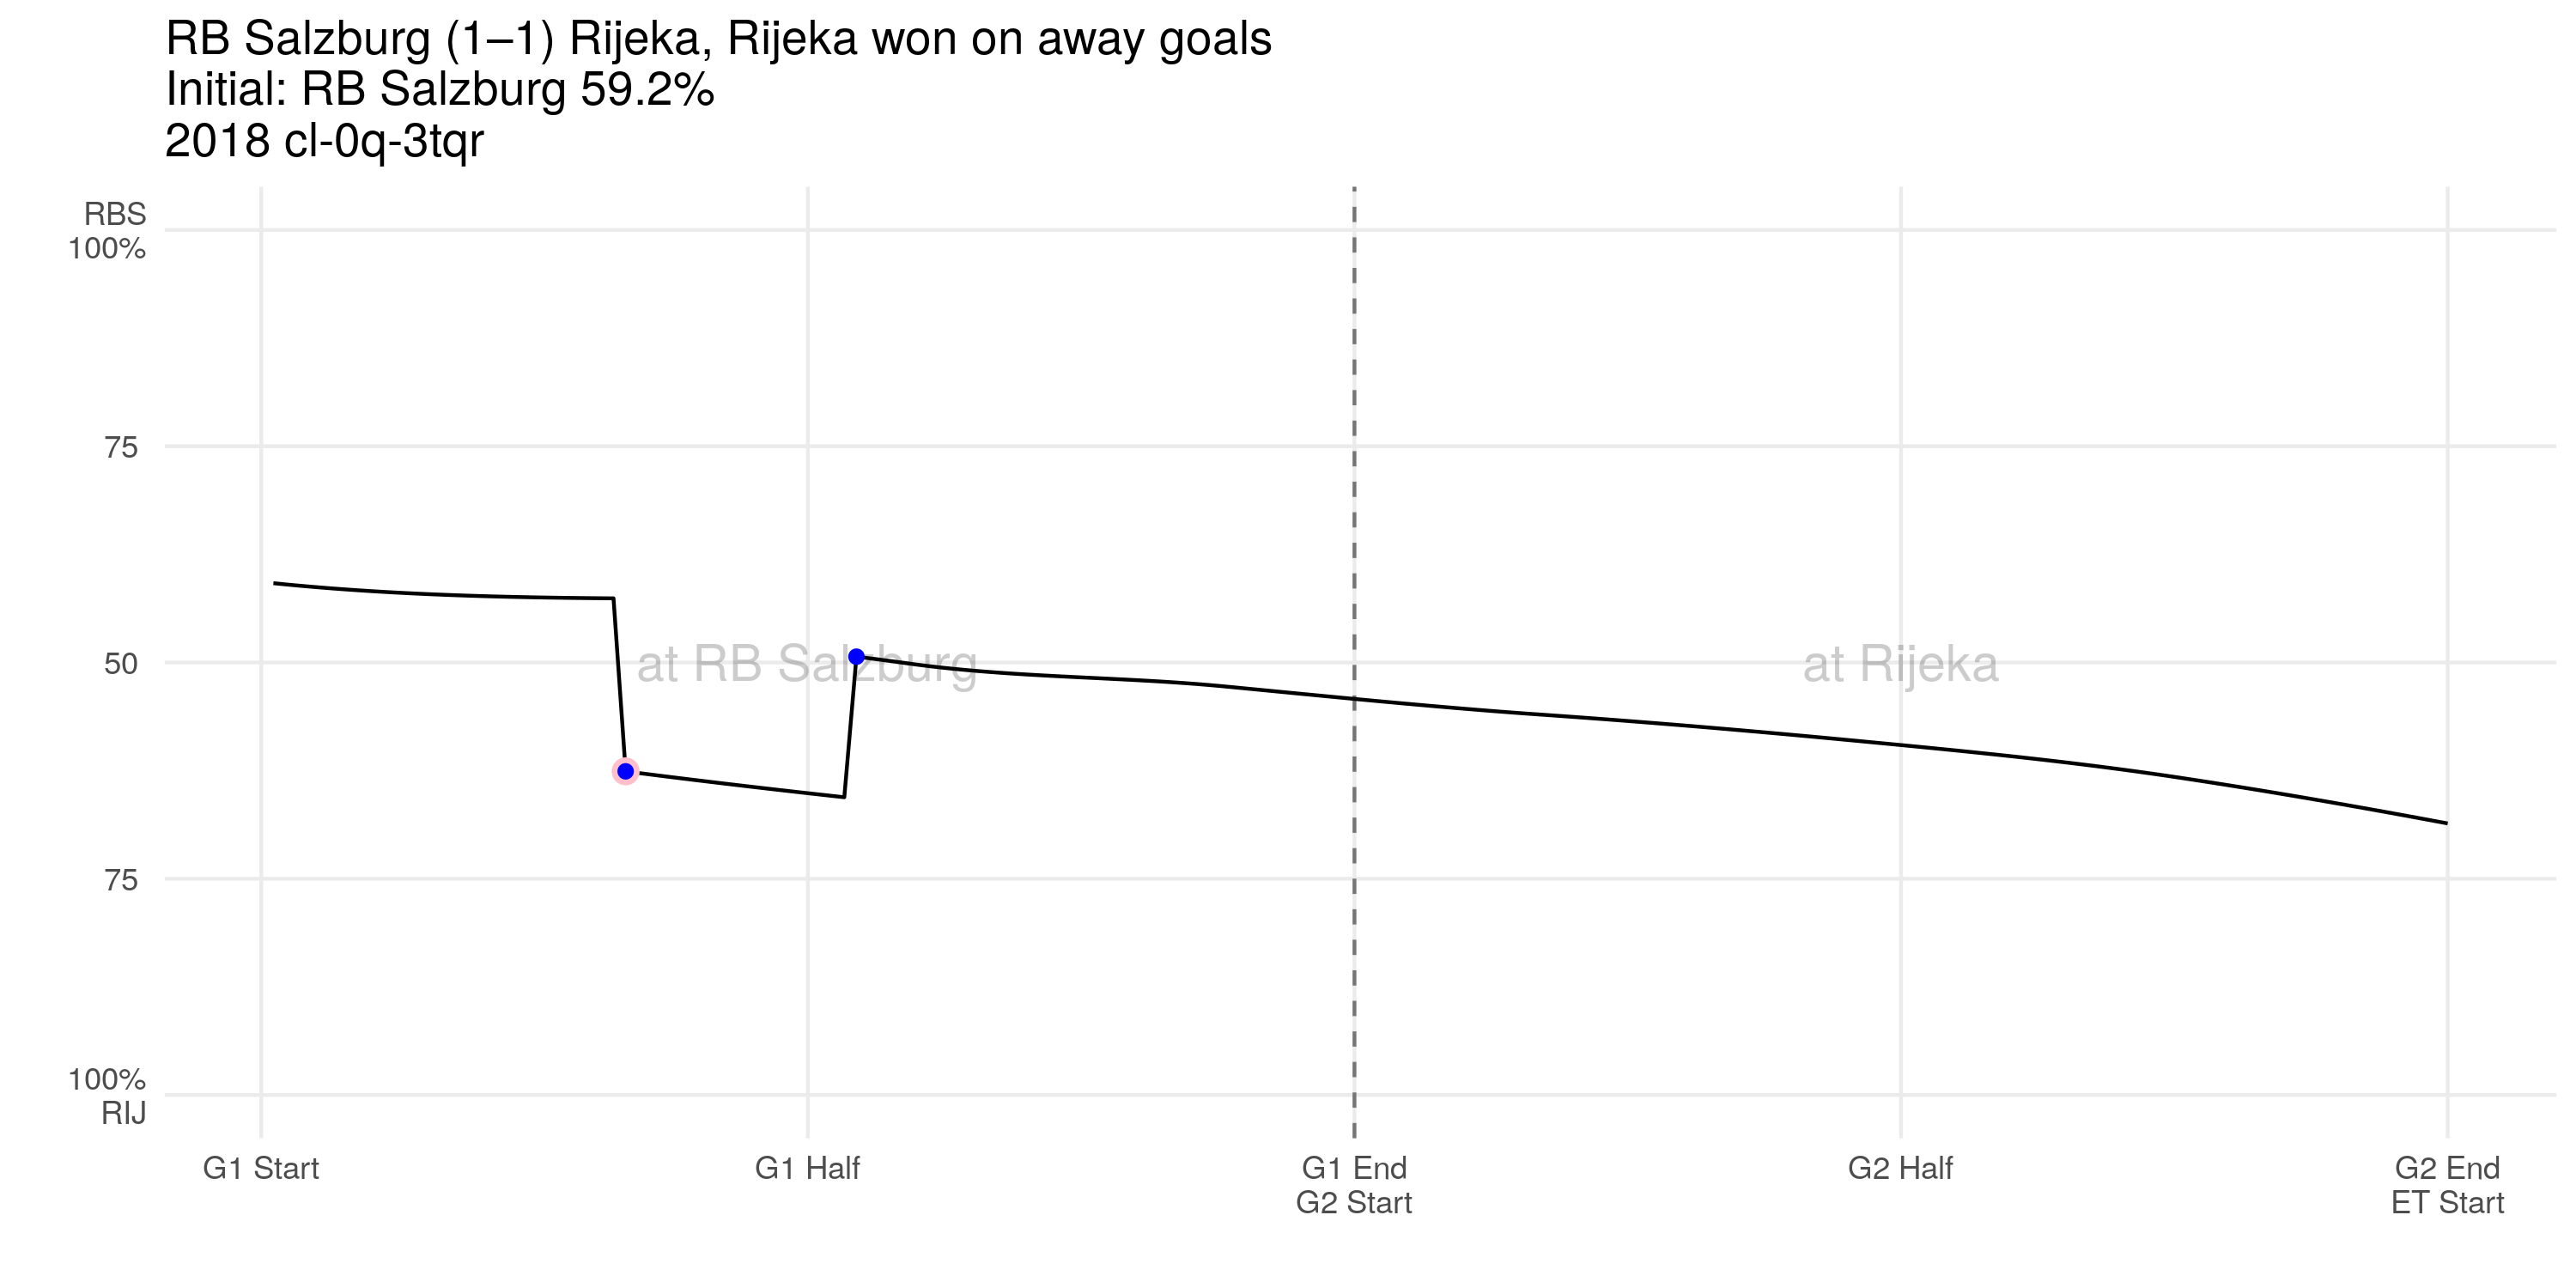 RB Salzburg (1–1) Rijeka, Rijeka won on away goals
Initial: RB Salzburg 59.2%
2018 cl-0q-3tqr
RBS
100%
75
50
75
100%
RIJ
at RB Salzburg
at Rijeka
G1 Start
G1 Half
G1 End
G2 Start
G2 Half
G2 End
ET Start